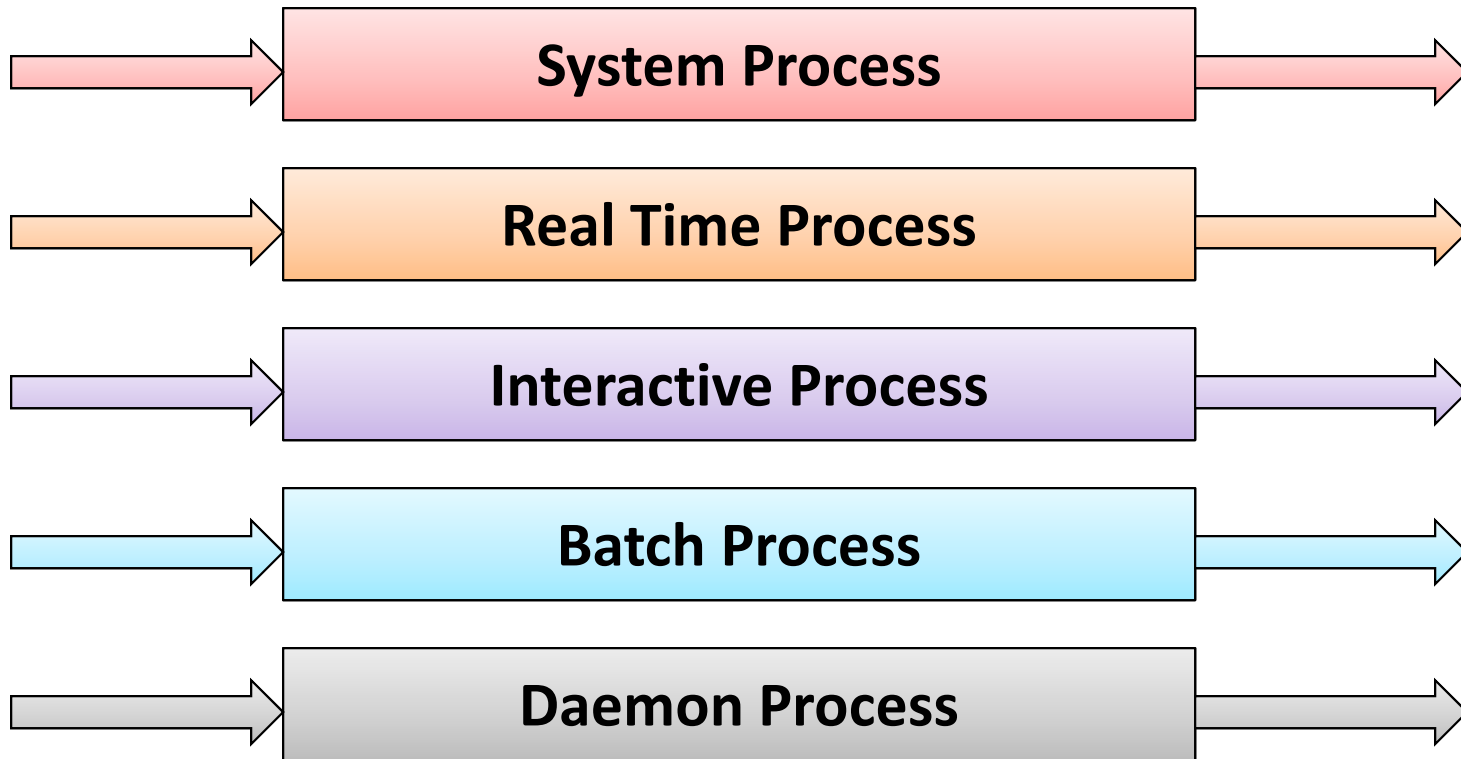 System Process
Real Time Process
Interactive Process
Batch Process
Daemon Process